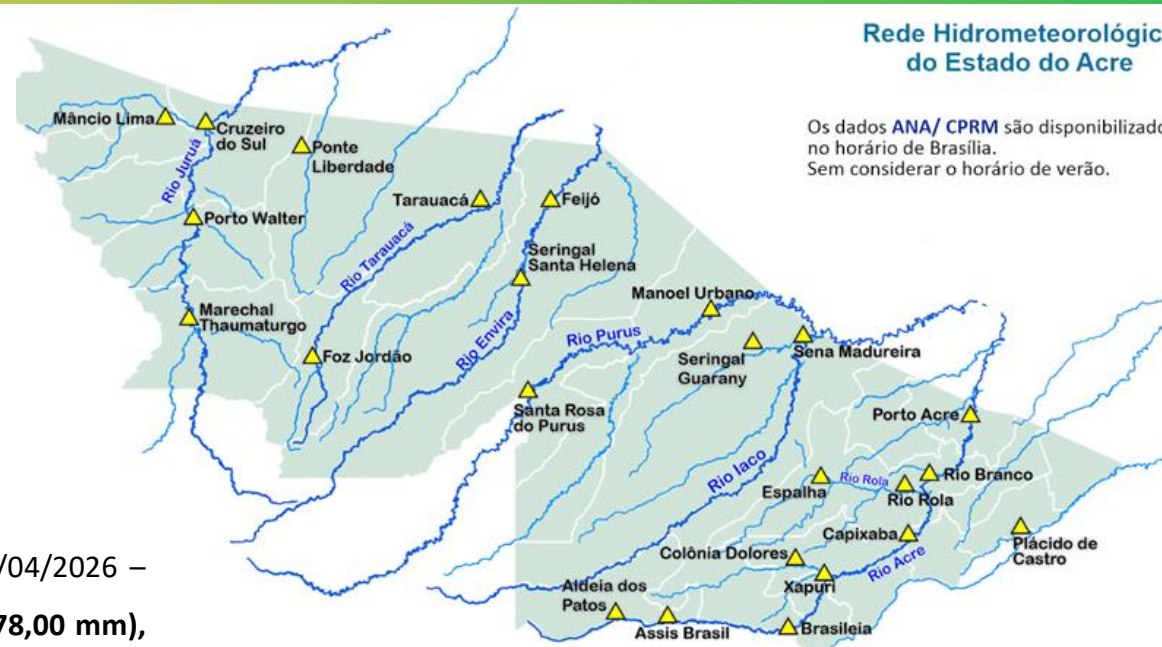 Rede Hidrometeorológic
do Estado do Acre
Os dados ANA/ CPRM são disponibilizado
no horário de Brasília.
Sem considerar o horário de verão.
Mâncio Lima
Cruzeiro
do Sul
Ponte
Liberdade
Rio Juruá
Porto Walter
Tarauacá
Feijó
Rio Tarauacá
Seringal
Santa Helena
Marechal
Thaumaturgo
Foz Jordão
Rio Envira
Manoel Urbano
Rio Purus
Seringal
Guarany
Sena Madureira
Santa Rosa
do Purus
Porto Acre
Rio Iaco
Espalha
Rio Rola
Rio Rola
Rio Branco
Capixaba
Plácido de
Castro
Colônia Dolores
Rio Acre
Xapuri
Aldeia dos
Patos
Assis Brasil
Brasileia
/04/2026 –
78,00 mm),